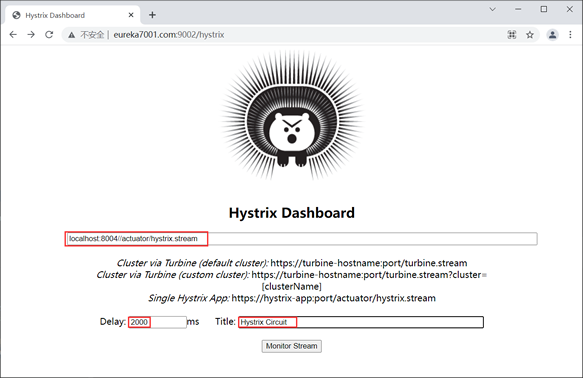 Hystrix Dashboard
不安全 | eureka7001.com:9002/hystrix
Hystrix Dashboard
localhost:8004//actuator/hystrix.stream
Cluster via Turbine (default cluster): https://turbine-hostname:port/turbine.stream
Cluster via Turbine (custom cluster): https://turbine-hostname:port/turbine.stream?cluster=
[clusterName]
Single Hystrix App: https://hystrix-app:port/actuator/hystrix.stream
Delay: 2000 ms Title: Hystrix Circuit
Monitor Stream